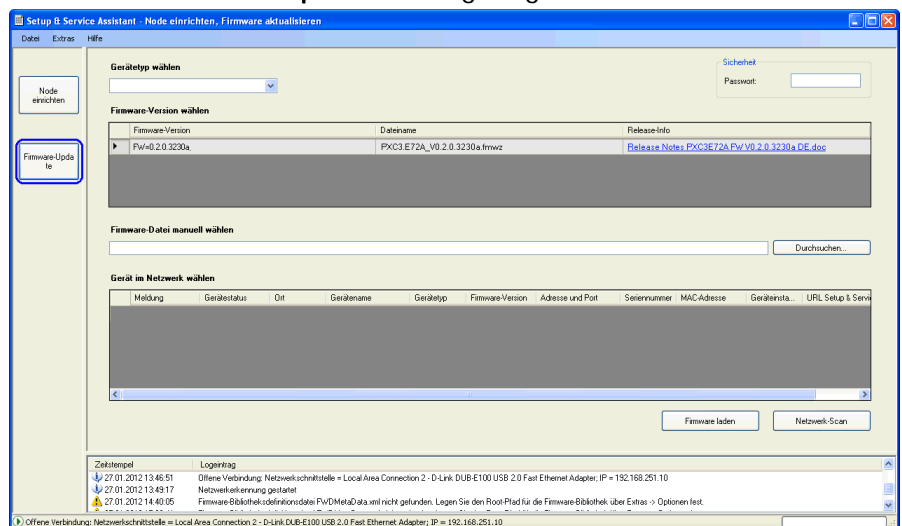 Setup & Service Assistant - Node einrichten, Firmware aktualisieren
Datei Extras Hilfe
Gerätetyp wählen
Sicherheit
Passwort:
Node
einrichten
Firmware-Version wählen
Firmware-Version Dateiname Release-Info
FW=0.2.0.3230a, PXC3.E72A_V0.2.0.3230a.fmwz Release Notes PXC3E72A FW V0.2.0.3230a DE.doc
Firmware-Upda
te
Firmware-Datei manuell wählen
Durchsuchen...
Gerät im Netzwerk wählen
Meldung Gerätestatus Ort Gerätename Gerätetyp Firmware-Version Adresse und Port Seriennummer MAC-Adresse Geräteinsta... URL Setup & Servi
Firmware laden Netzwerk-Scan
Zeitstempel Logeintrag
27.01.2012 13:46:51 Offene Verbindung: Netzwerkschnittstelle = Local Area Connection 2 - D-Link DUB-E100 USB 2.0 Fast Ethernet Adapter; IP = 192.168.251.10
27.01.2012 13:49:17 Netzwerkerkennung gestartet
27.01.2012 14:40:05 Firmware-Bibliotheksdefinitionsdatei FWDMetaData.xml nicht gefunden. Legen Sie den Root-Pfad für die Firmware-Bibliothek über Extras -> Optionen fest.
Offene Verbindung: Netzwerkschnittstelle = Local Area Connection 2 - D-Link DUB-E100 USB 2.0 Fast Ethernet Adapter; IP = 192.168.251.10